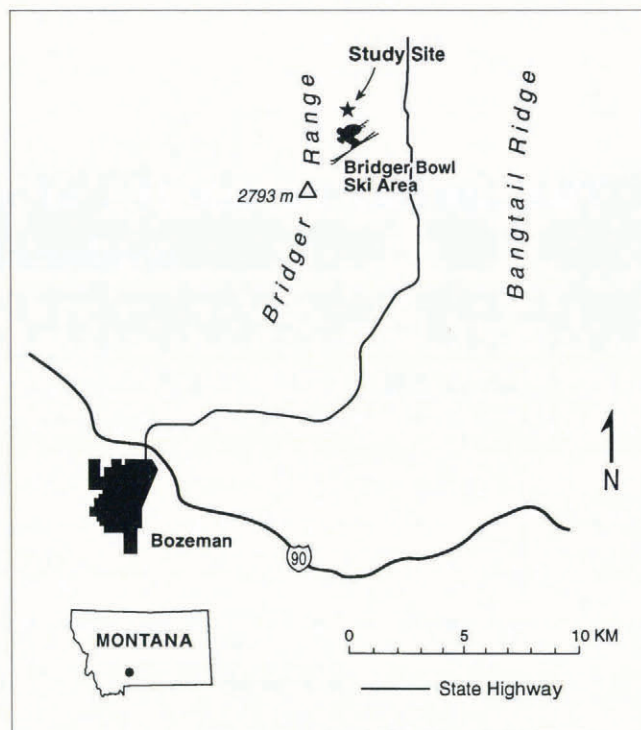 Study Site
Bridger Range
Bangtail Ridge
Bridger Bowl
Ski Area
2793 m
N
Bozeman
90
MONTANA
0 5 10 KM
State Highway